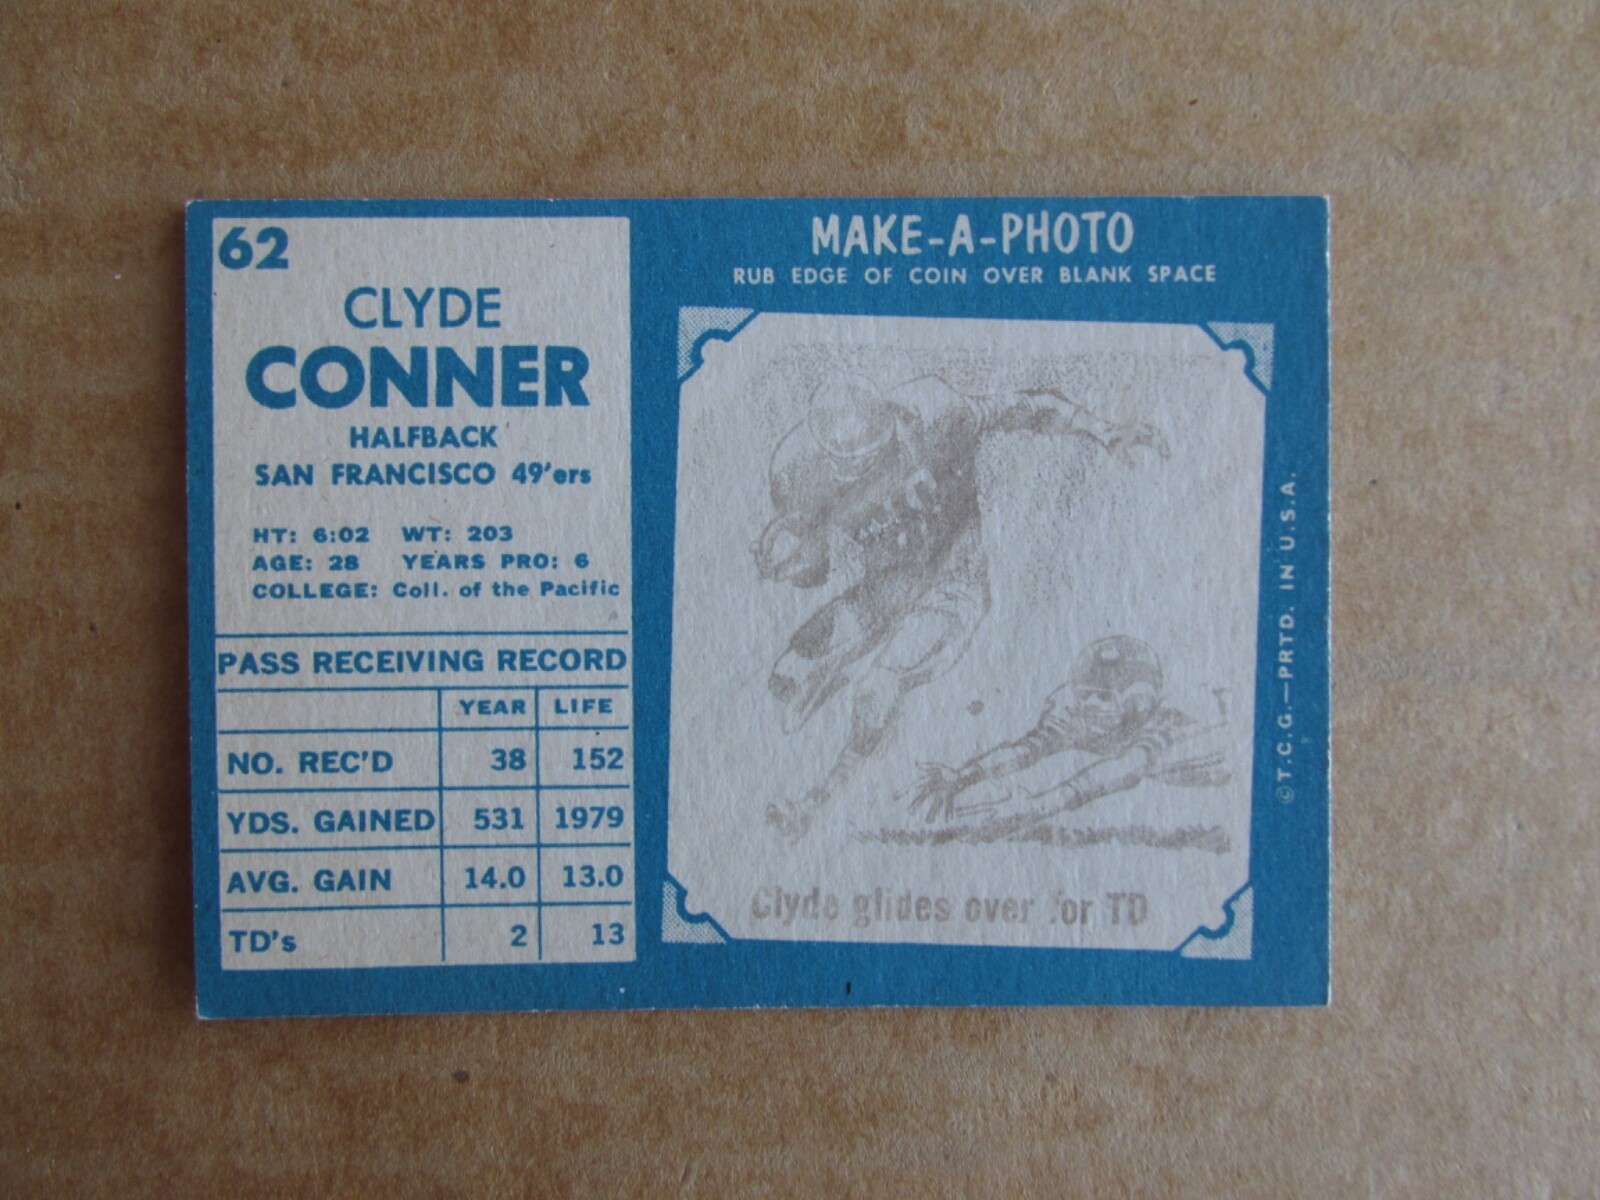 62
CLYDE
CONNER
HALFBACK
SAN FRANCISCO 49'ers
HT: 6:02 WT: 203
AGE: 28 YEARS PRO: 6
COLLEGE: Coll. of the Pacific
PASS RECEIVING RECORD
YEAR LIFE
NO. REC'D 38 152
YDS. GAINED 531 1979
AVG. GAIN 14.0 13.0
TD's 2 13
MAKE-A-PHOTO
RUB EDGE OF COIN OVER BLANK SPACE
Clyde glides over for TD
©T.C.G.—PRTD. IN U.S.A.